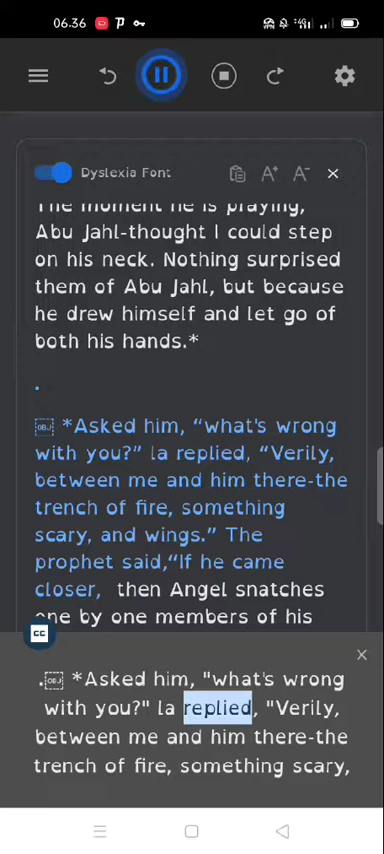 06.36
4G
Dyslexia Font
A+ A-
The moment he is praying,
Abu Jahl-thought I could step
on his neck. Nothing surprised
them of Abu Jahl, but because
he drew himself and let go of
both his hands.*
.
OBJ *Asked him, “what's wrong
with you?” la replied, “Verily,
between me and him there-the
trench of fire, something
scary, and wings.” The
prophet said,“If he came
closer, then Angel snatches
one by one members of his
CC
.OBJ *Asked him, "what's wrong
with you?" la replied, "Verily,
between me and him there-the
trench of fire, something scary,